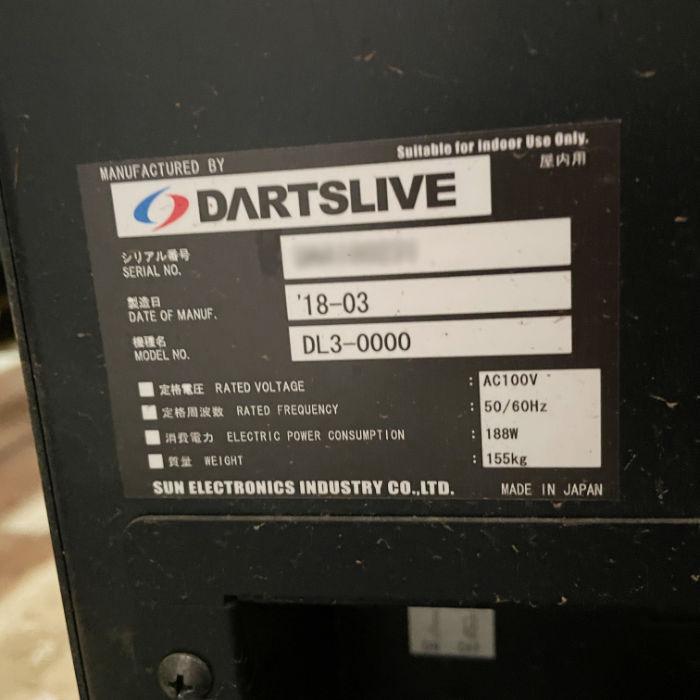 Suitable for Indoor Use Only.
MANUFACTURED BY
屋内用
DARTSLIVE
シリアル番号
SERIAL NO.
製造日
DATE OF MANUF.
'18-03
機種名
MODEL NO.
DL3-0000
定格電圧 RATED VOLTAGE : AC100V
定格周波数 RATED FREQUENCY : 50/60Hz
消費電力 ELECTRIC POWER CONSUMPTION : 188W
質量 WEIGHT : 155kg
SUN ELECTRONICS INDUSTRY CO.,LTD. MADE IN JAPAN